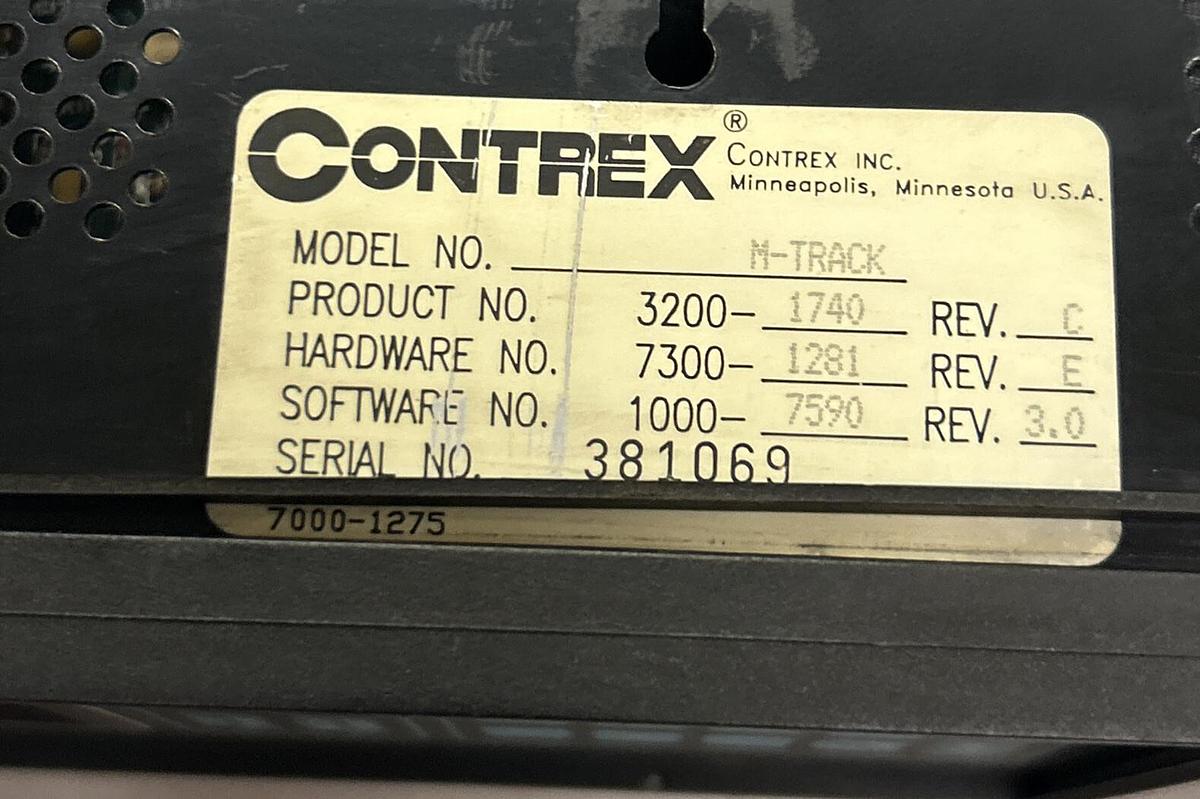 CONTREX®
CONTREX INC.
Minneapolis, Minnesota U.S.A.
MODEL NO. M-TRACK
PRODUCT NO. 3200-1740 REV. C
HARDWARE NO. 7300-1281 REV. E
SOFTWARE NO. 1000-7590 REV. 3.0
SERIAL NO. 381069
7000-1275